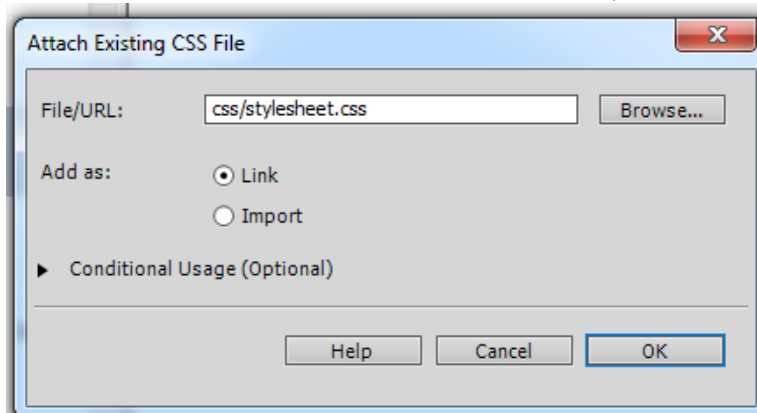 Attach Existing CSS File
File/URL: css/stylesheet.css Browse...
Add as: Link
Import
Conditional Usage (Optional)
Help Cancel OK